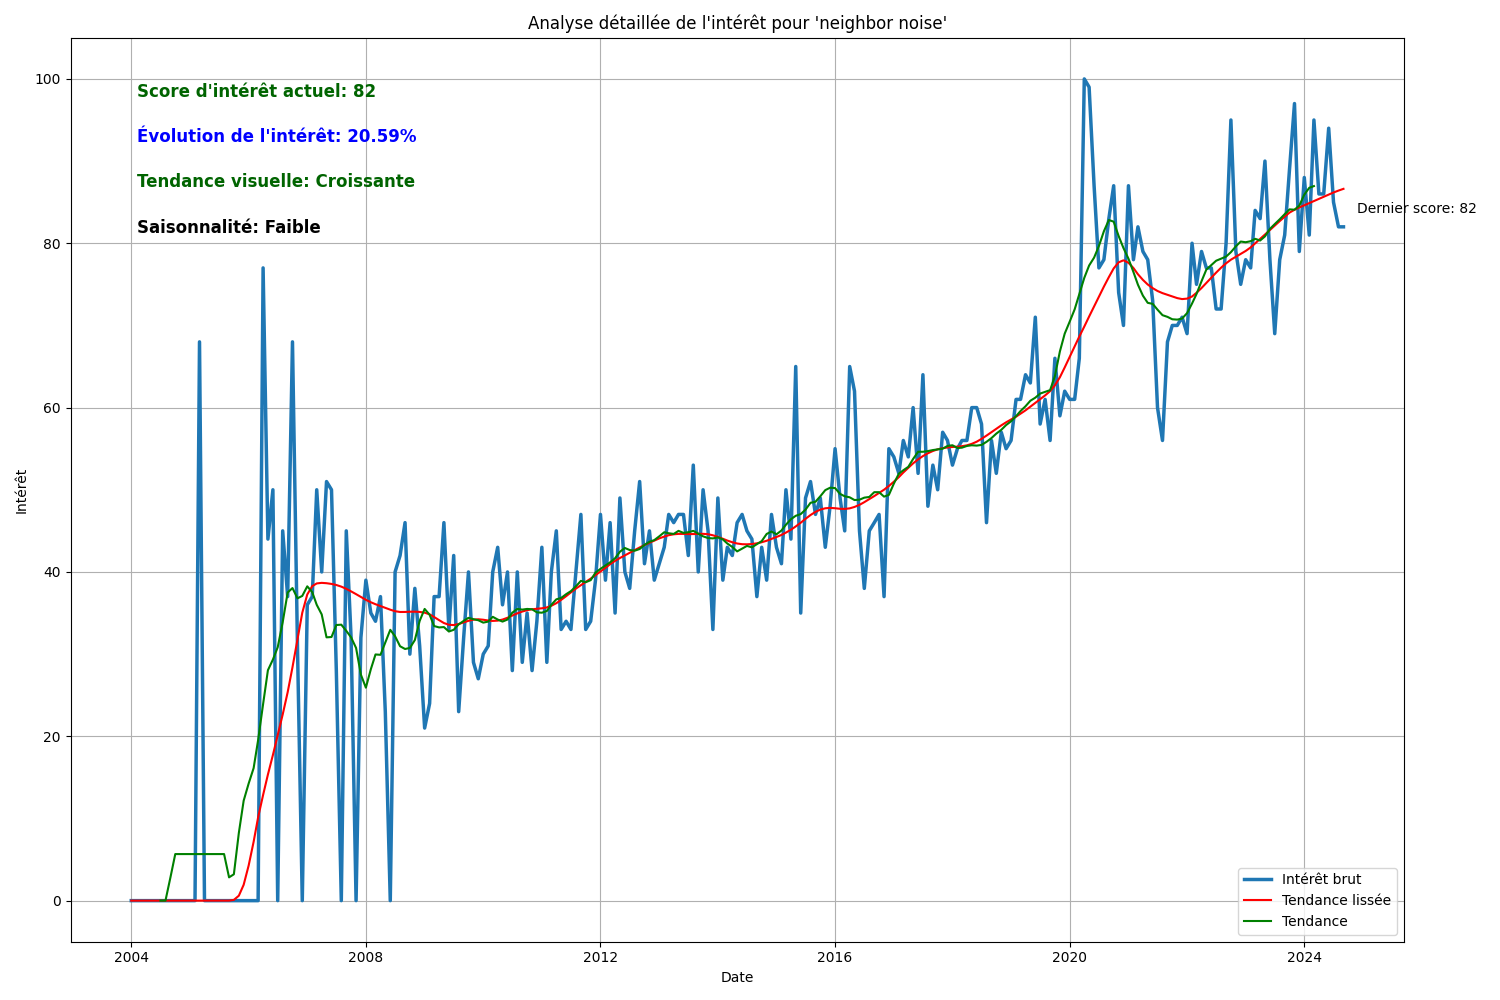 Analyse détaillée de l'intérêt pour 'neighbor noise'
Score d'intérêt actuel: 82
Évolution de l'intérêt: 20.59%
Tendance visuelle: Croissante
Saisonnalité: Faible
Dernier score: 82
100
80
60
40
20
0
Intérêt
2004
2008
2012
2016
2020
2024
Date
Intérêt brut
Tendance lissée
Tendance